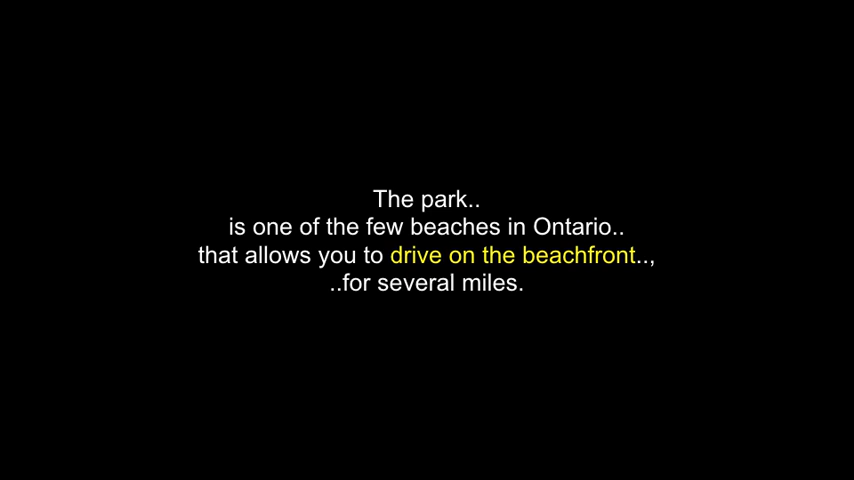 The park..
is one of the few beaches in Ontario..
that allows you to drive on the beachfront..,
..for several miles.